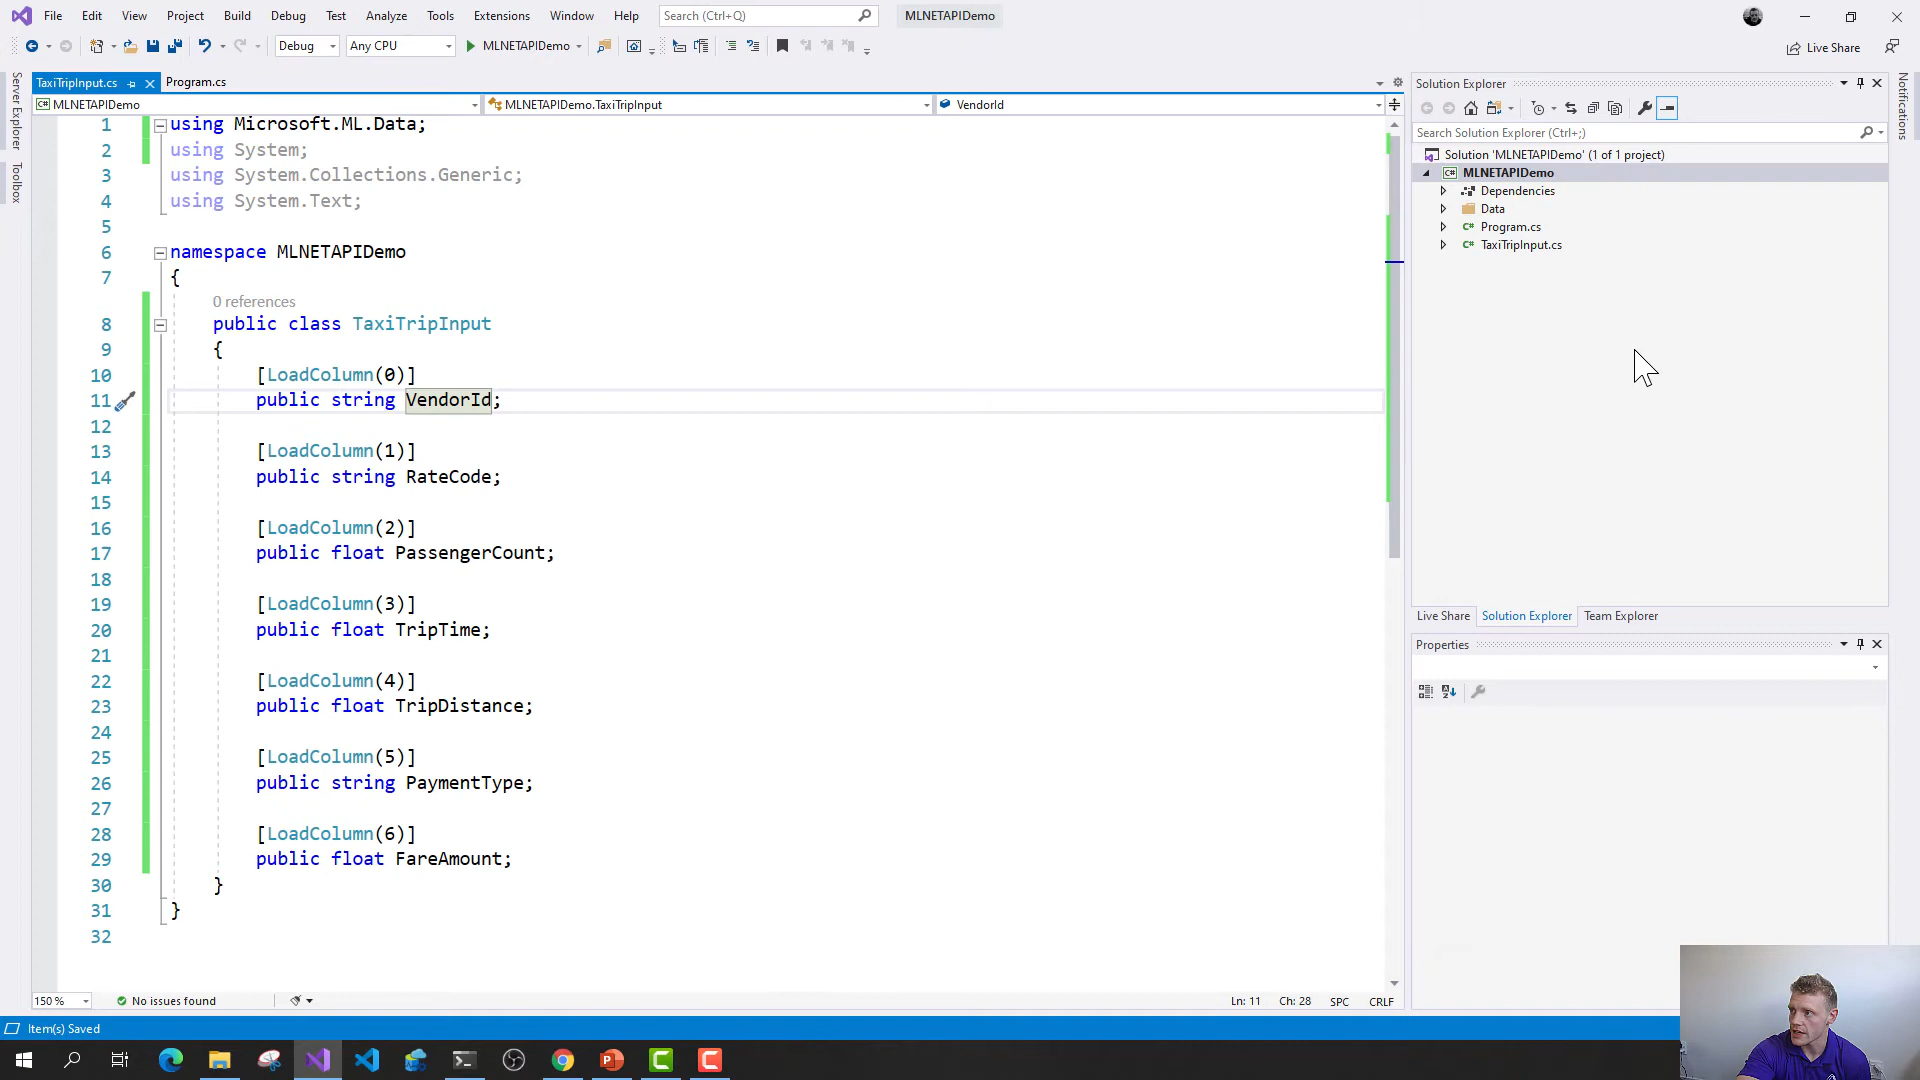 File Edit View Project Build Debug Test Analyze Tools Extensions Window Help Search (Ctrl+Q) MLNETAPIDemo
Debug Any CPU MLNETAPIDemo Live Share
Server Explorer
Toolbox
TaxiTripInput.cs Program.cs
MLNETAPIDemo MLNETAPIDemo.TaxiTripInput VendorId
1 using Microsoft.ML.Data;
2 using System;
3 using System.Collections.Generic;
4 using System.Text;
5
6 namespace MLNETAPIDemo
7 {
0 references
8 public class TaxiTripInput
9 {
10 [LoadColumn(0)]
11 public string VendorId;
12
13 [LoadColumn(1)]
14 public string RateCode;
15
16 [LoadColumn(2)]
17 public float PassengerCount;
18
19 [LoadColumn(3)]
20 public float TripTime;
21
22 [LoadColumn(4)]
23 public float TripDistance;
24
25 [LoadColumn(5)]
26 public string PaymentType;
27
28 [LoadColumn(6)]
29 public float FareAmount;
30 }
31 }
32
150 % No issues found Ln: 11 Ch: 28 SPC CRLF
Solution Explorer
Search Solution Explorer (Ctrl+;)
Solution 'MLNETAPIDemo' (1 of 1 project)
MLNETAPIDemo
Dependencies
Data
Program.cs
TaxiTripInput.cs
Live Share Solution Explorer Team Explorer
Properties
Notifications
Item(s) Saved